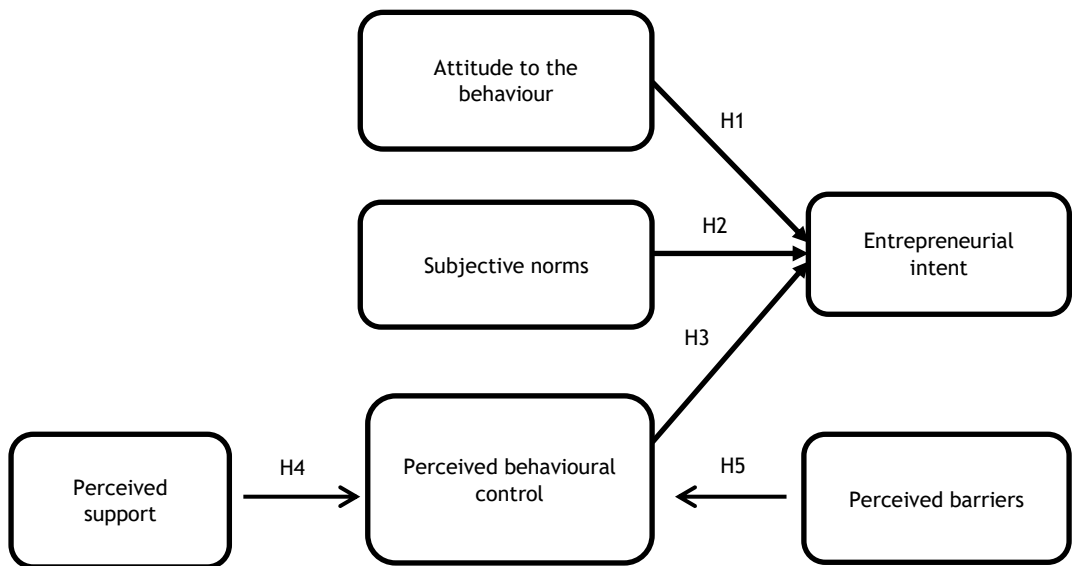 Attitude to the
behaviour
H1
Subjective norms
H2
Entrepreneurial
intent
H3
Perceived
support
H4
Perceived behavioural
control
H5
Perceived barriers